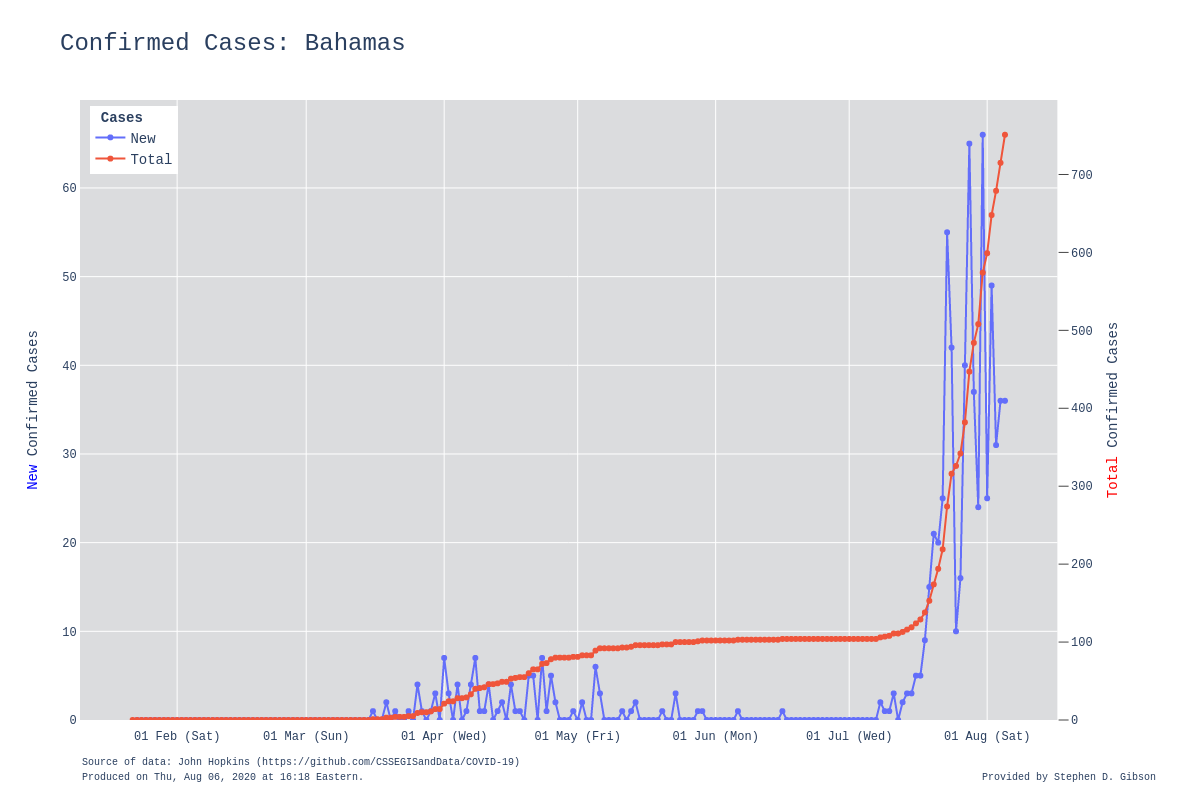 Confirmed Cases: Bahamas
Cases
New
Total
60
50
40
30
20
10
0
700
600
500
400
300
200
100
0
New Confirmed Cases
Total Confirmed Cases
01 Feb (Sat)
01 Mar (Sun)
01 Apr (Wed)
01 May (Fri)
01 Jun (Mon)
01 Jul (Wed)
01 Aug (Sat)
Source of data: John Hopkins (https://github.com/CSSEGISandData/COVID-19)
Produced on Thu, Aug 06, 2020 at 16:18 Eastern.
Provided by Stephen D. Gibson